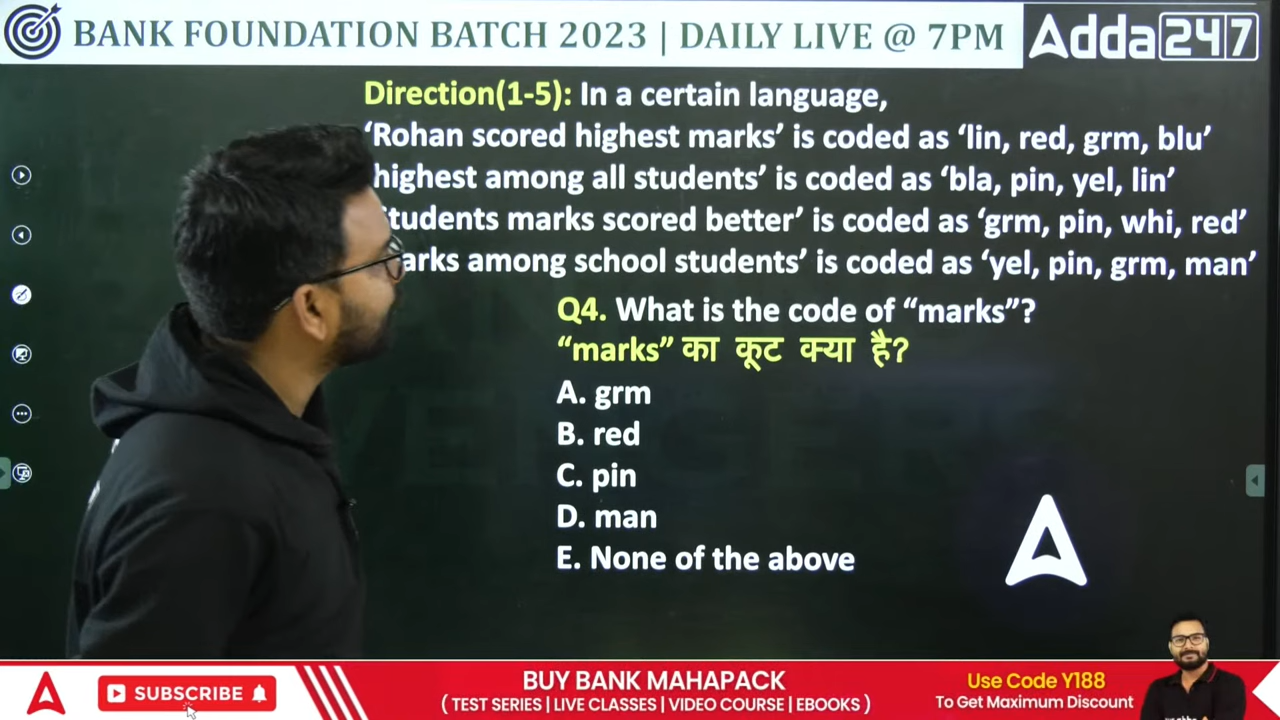 BANK FOUNDATION BATCH 2023 | DAILY LIVE @ 7PM
Adda 247
Direction(1-5): In a certain language,
‘Rohan scored highest marks’ is coded as ‘lin, red, grm, blu’
highest among all students’ is coded as ‘bla, pin, yel, lin’
tudents marks scored better’ is coded as ‘grm, pin, whi, red’
arks among school students’ is coded as ‘yel, pin, grm, man’
Q4. What is the code of “marks”?
“marks” का कूट क्या है?
A. grm
B. red
C. pin
D. man
E. None of the above
SUBSCRIBE
BUY BANK MAHAPACK
( TEST SERIES | LIVE CLASSES | VIDEO COURSE | EBOOKS )
Use Code Y188
To Get Maximum Discount